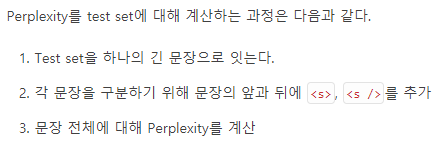 Perplexity를 test set에 대해 계산하는 과정은 다음과 같다.
1. Test set을 하나의 긴 문장으로 잇는다.
2. 각 문장을 구분하기 위해 문장의 앞과 뒤에 <s>, <s />를 추가
3. 문장 전체에 대해 Perplexity를 계산